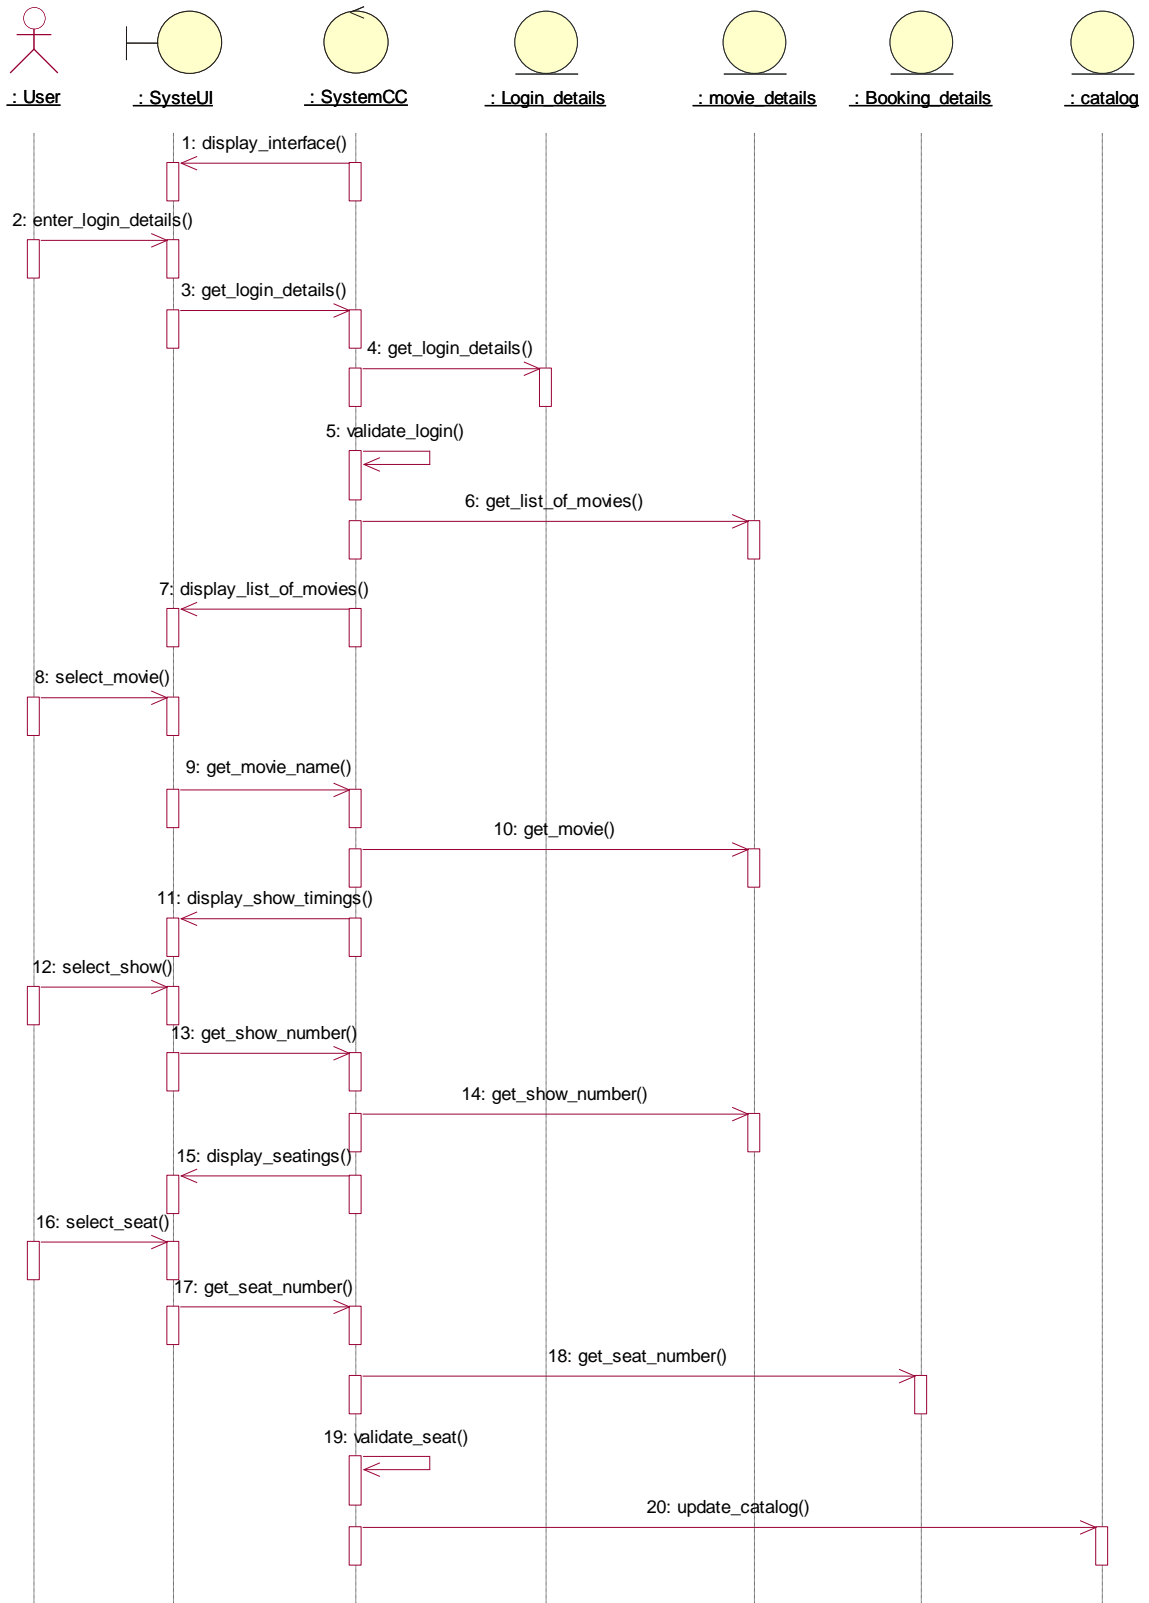 : User
: SysteUI
: SystemCC
: Login_details
: movie_details
: Booking_details
: catalog
1: display_interface()
2: enter_login_details()
3: get_login_details()
4: get_login_details()
5: validate_login()
6: get_list_of_movies()
7: display_list_of_movies()
8: select_movie()
9: get_movie_name()
10: get_movie()
11: display_show_timings()
12: select_show()
13: get_show_number()
14: get_show_number()
15: display_seatings()
16: select_seat()
17: get_seat_number()
18: get_seat_number()
19: validate_seat()
20: update_catalog()